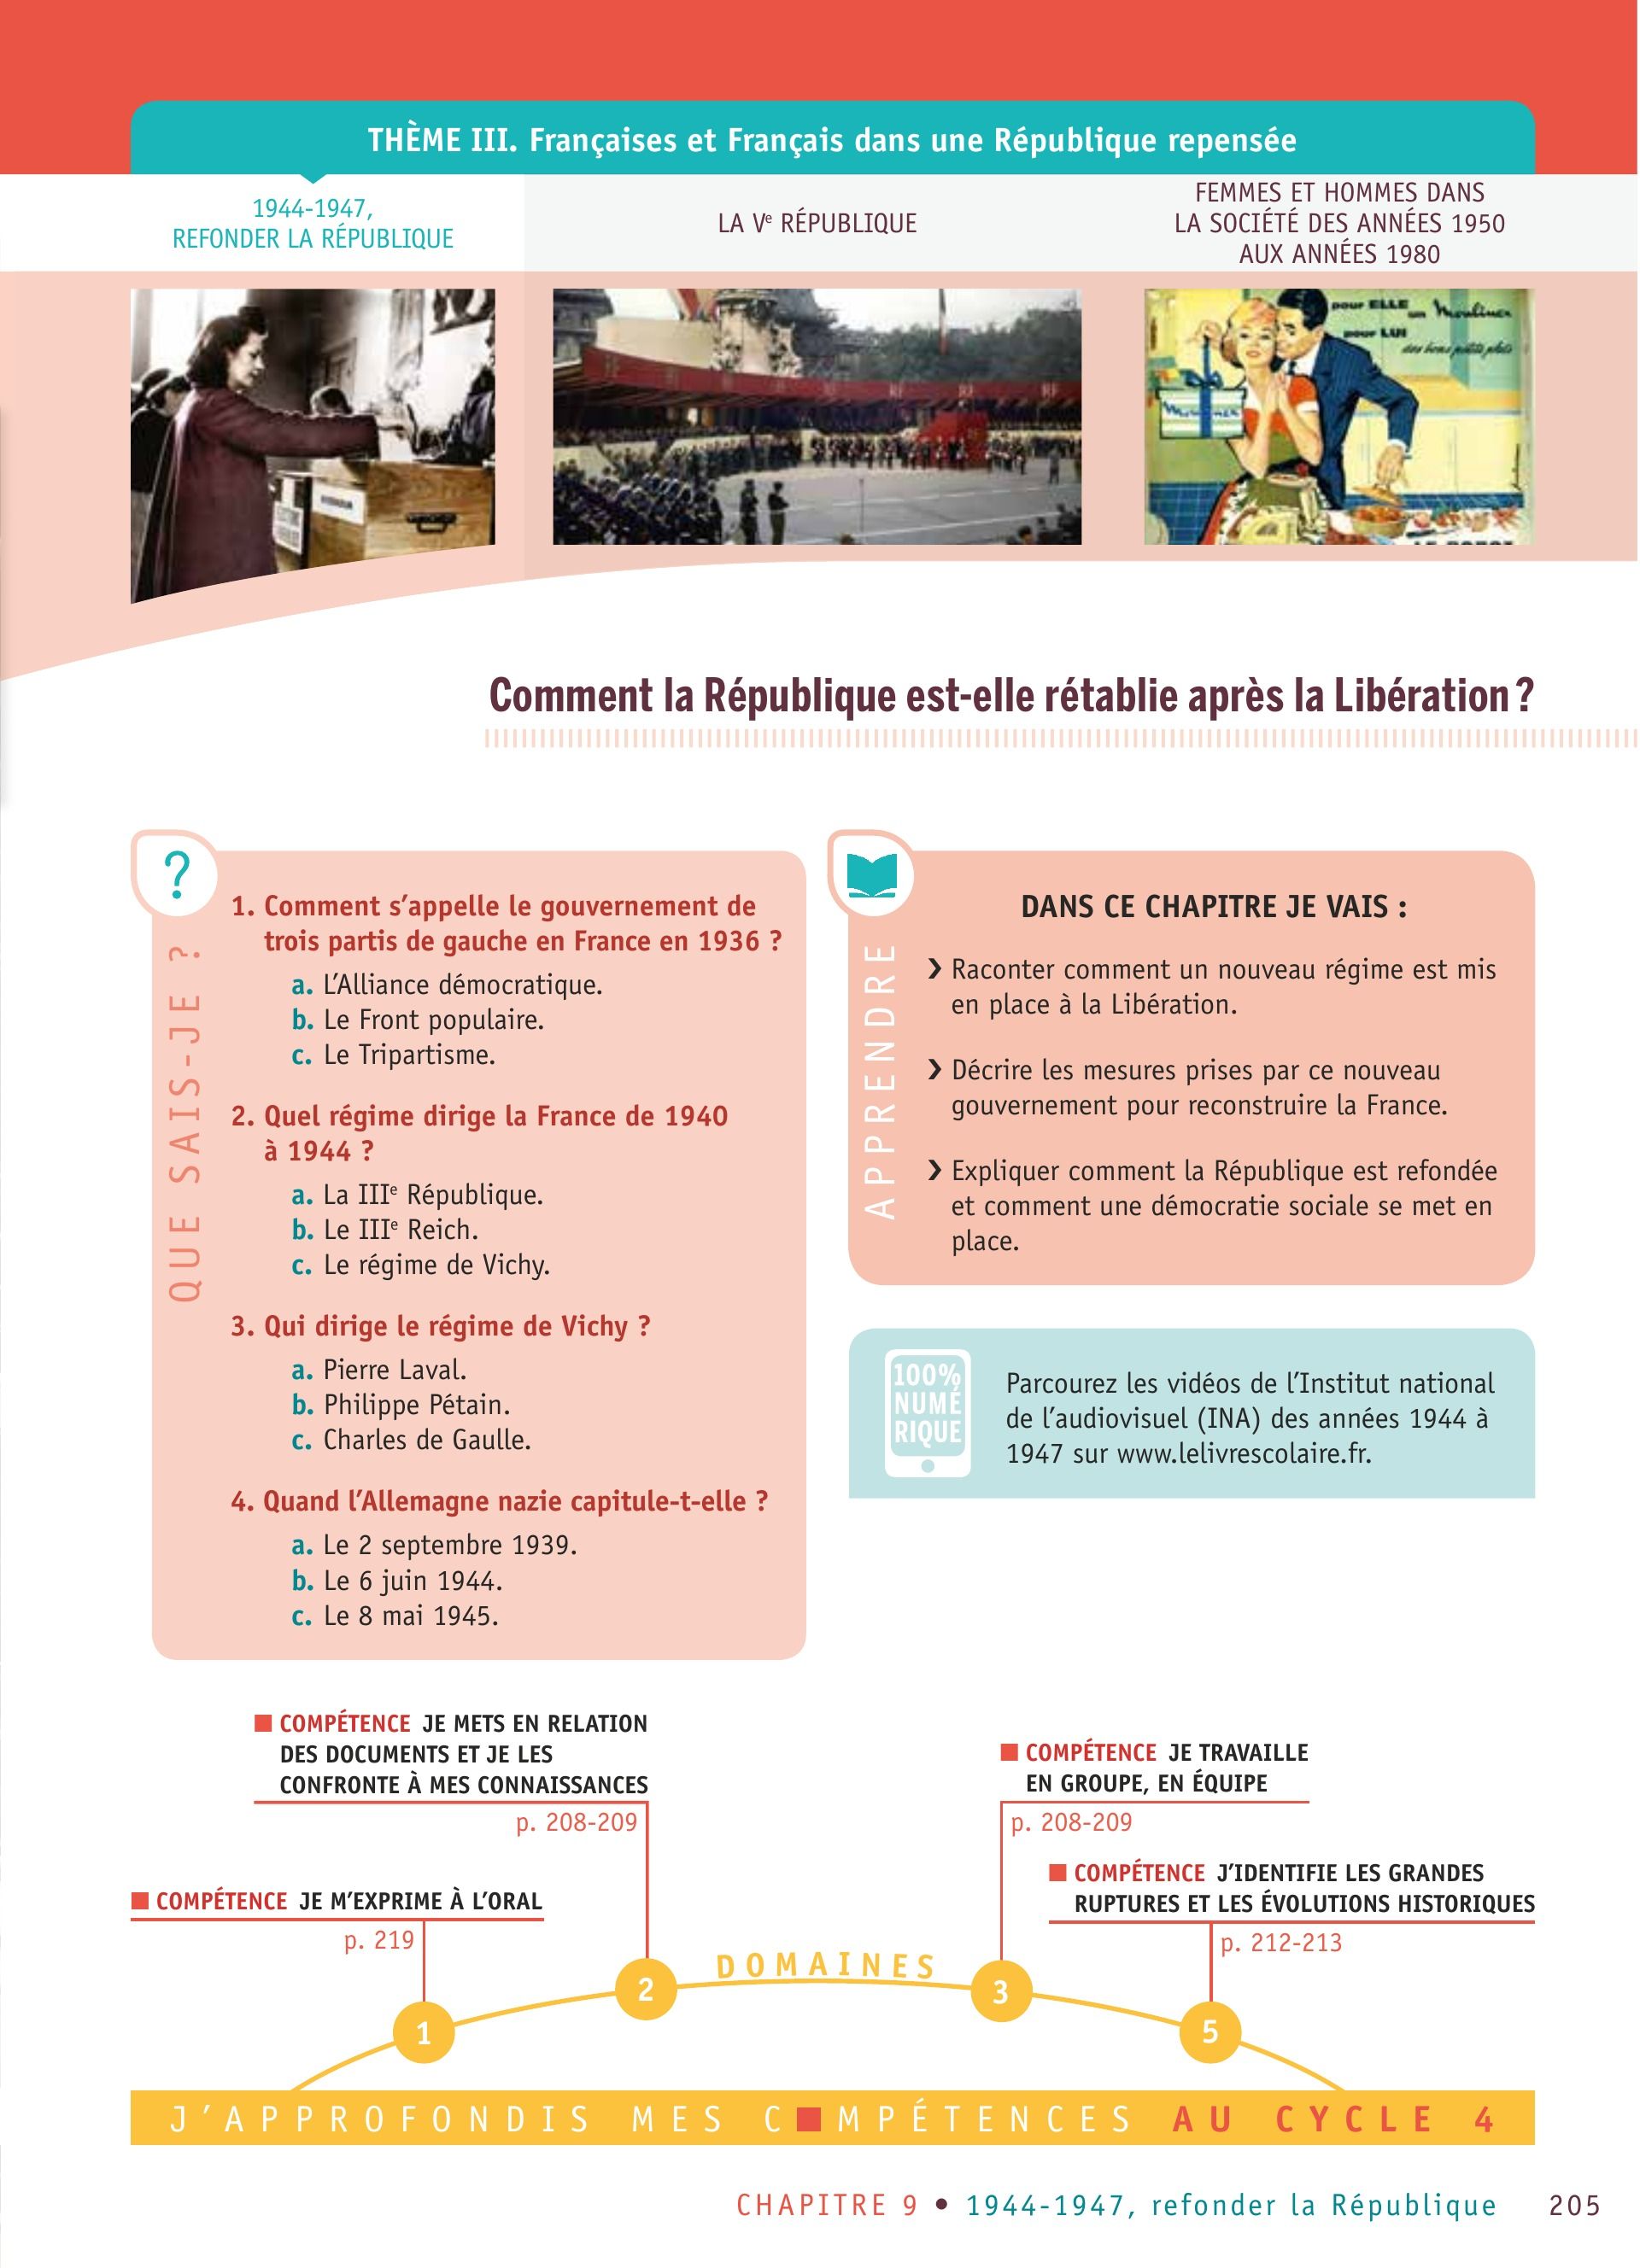 THÈME III. Françaises et Français dans une République repensée
1944-1947,
REFONDER LA RÉPUBLIQUE
LA Ve RÉPUBLIQUE
FEMMES ET HOMMES DANS
LA SOCIÉTÉ DES ANNÉES 1950
AUX ANNÉES 1980
RF RF RF
pour ELLE un Moulinex
pour LUI
des bons petits plats
Comment la République est-elle rétablie après la Libération ?
?
QUE SAIS-JE ?
1. Comment s’appelle le gouvernement de
trois partis de gauche en France en 1936 ?
a. L’Alliance démocratique.
b. Le Front populaire.
c. Le Tripartisme.
2. Quel régime dirige la France de 1940
à 1944 ?
a. La IIIe République.
b. Le IIIe Reich.
c. Le régime de Vichy.
3. Qui dirige le régime de Vichy ?
a. Pierre Laval.
b. Philippe Pétain.
c. Charles de Gaulle.
4. Quand l’Allemagne nazie capitule-t-elle ?
a. Le 2 septembre 1939.
b. Le 6 juin 1944.
c. Le 8 mai 1945.
APPRENDRE
DANS CE CHAPITRE JE VAIS :
❯ Raconter comment un nouveau régime est mis
en place à la Libération.
❯ Décrire les mesures prises par ce nouveau
gouvernement pour reconstruire la France.
❯ Expliquer comment la République est refondée
et comment une démocratie sociale se met en
place.
100%
NUMÉ
RIQUE
Parcourez les vidéos de l’Institut national
de l’audiovisuel (INA) des années 1944 à
1947 sur www.lelivrescolaire.fr.
COMPÉTENCE JE METS EN RELATION
DES DOCUMENTS ET JE LES
CONFRONTE À MES CONNAISSANCES
p. 208-209
COMPÉTENCE JE TRAVAILLE
EN GROUPE, EN ÉQUIPE
p. 208-209
COMPÉTENCE JE M’EXPRIME À L’ORAL
p. 219
COMPÉTENCE J’IDENTIFIE LES GRANDES
RUPTURES ET LES ÉVOLUTIONS HISTORIQUES
p. 212-213
DOMAINES
1
2
3
5
J’APPROFONDIS MES C■MPÉTENCES AU CYCLE 4
CHAPITRE 9 • 1944-1947, refonder la République 205